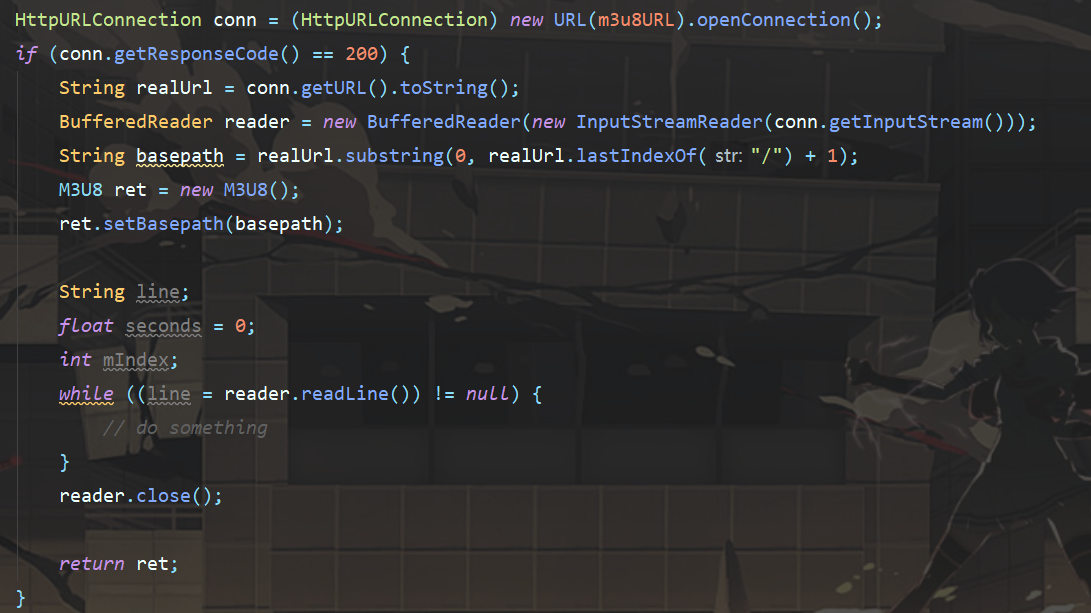 HttpURLConnection conn = (HttpURLConnection) new URL(m3u8URL).openConnection();
if (conn.getResponseCode() == 200) {
    String realUrl = conn.getURL().toString();
    BufferedReader reader = new BufferedReader(new InputStreamReader(conn.getInputStream()));
    String basepath = realUrl.substring(0, realUrl.lastIndexOf( str: "/") + 1);
    M3U8 ret = new M3U8();
    ret.setBasepath(basepath);

    String line;
    float seconds = 0;
    int mIndex;
    while ((line = reader.readLine()) != null) {
        // do something
    }
    reader.close();

    return ret;
}